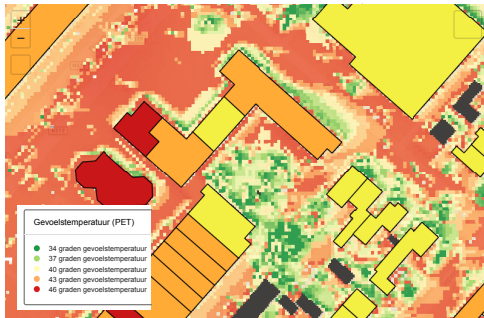 +
−
Gevoelstemperatuur (PET)
34 graden gevoelstemperatuur
37 graden gevoelstemperatuur
40 graden gevoelstemperatuur
43 graden gevoelstemperatuur
46 graden gevoelstemperatuur